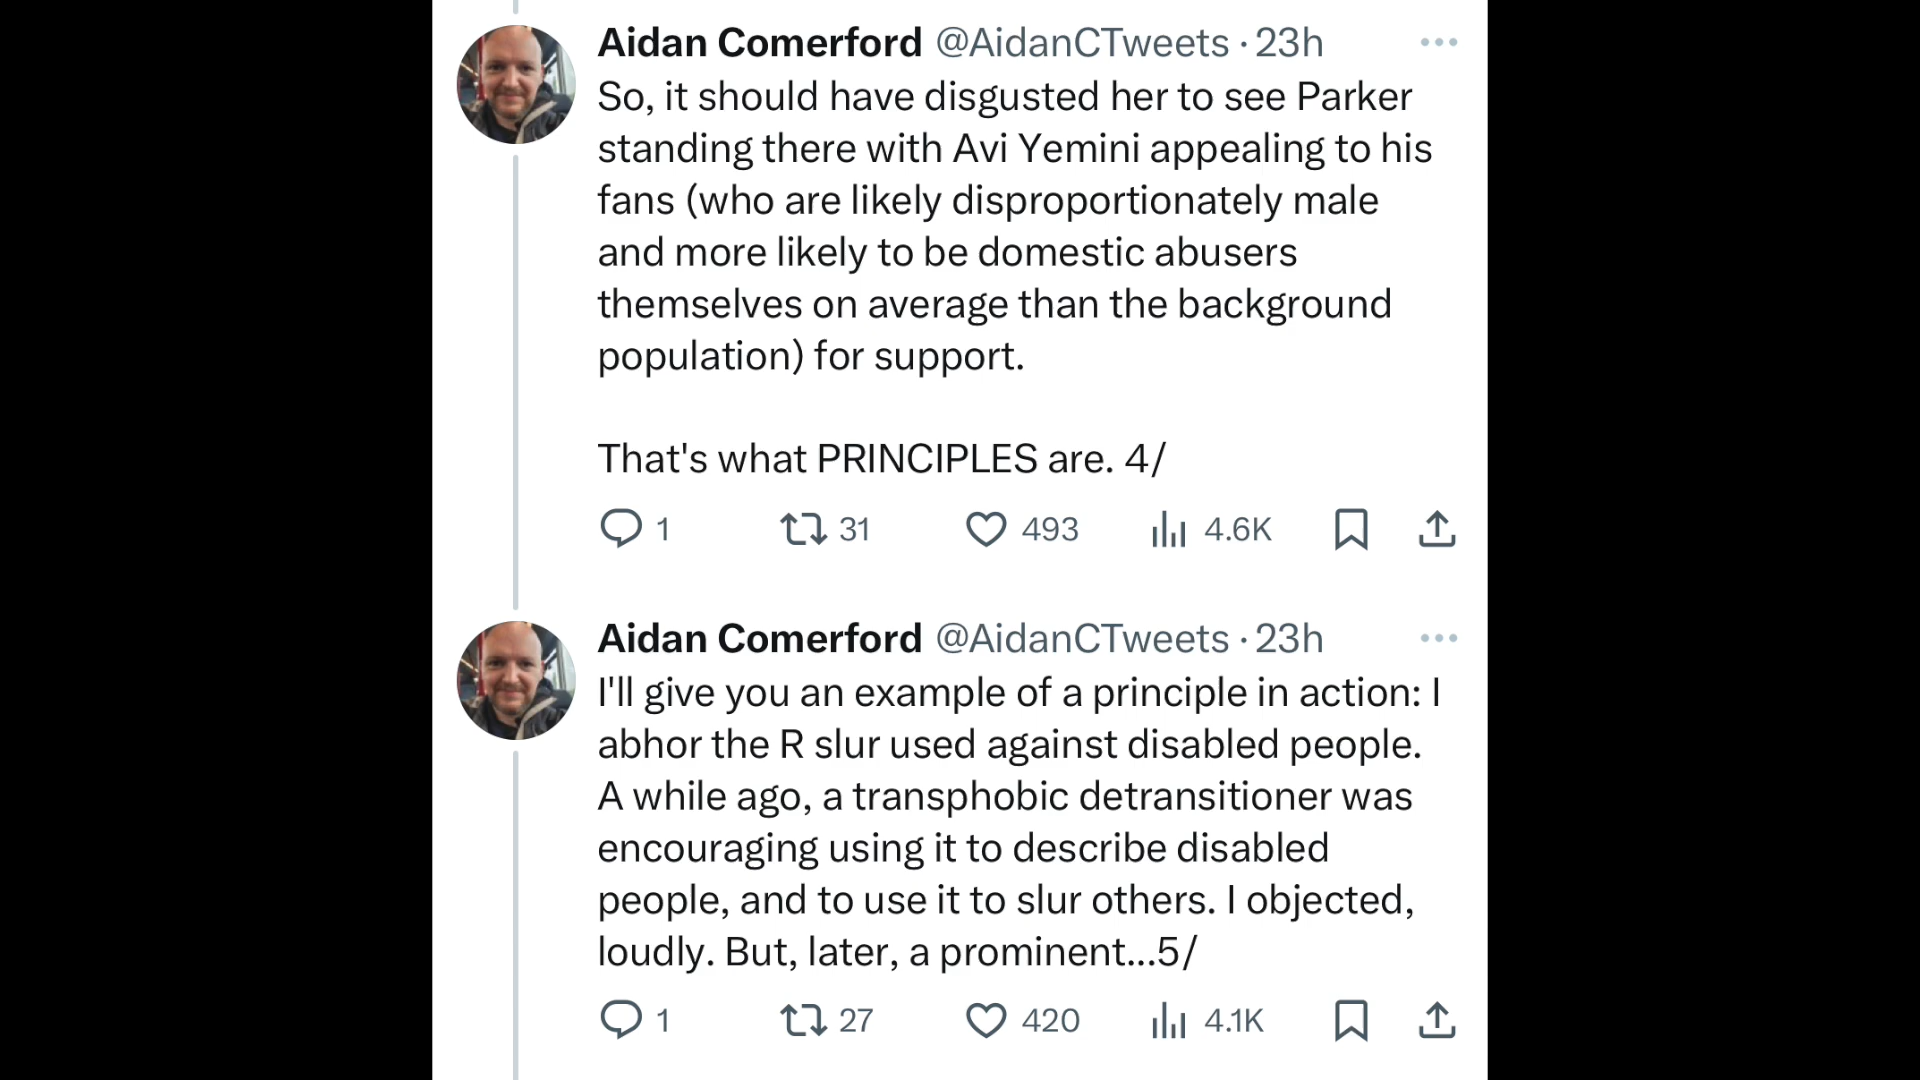 Aidan Comerford @AidanCTweets · 23h
So, it should have disgusted her to see Parker
standing there with Avi Yemini appealing to his
fans (who are likely disproportionately male
and more likely to be domestic abusers
themselves on average than the background
population) for support.
That's what PRINCIPLES are. 4/
1 31 493 4.6K
Aidan Comerford @AidanCTweets · 23h
I'll give you an example of a principle in action: I
abhor the R slur used against disabled people.
A while ago, a transphobic detransitioner was
encouraging using it to describe disabled
people, and to use it to slur others. I objected,
loudly. But, later, a prominent...5/
1 27 420 4.1K